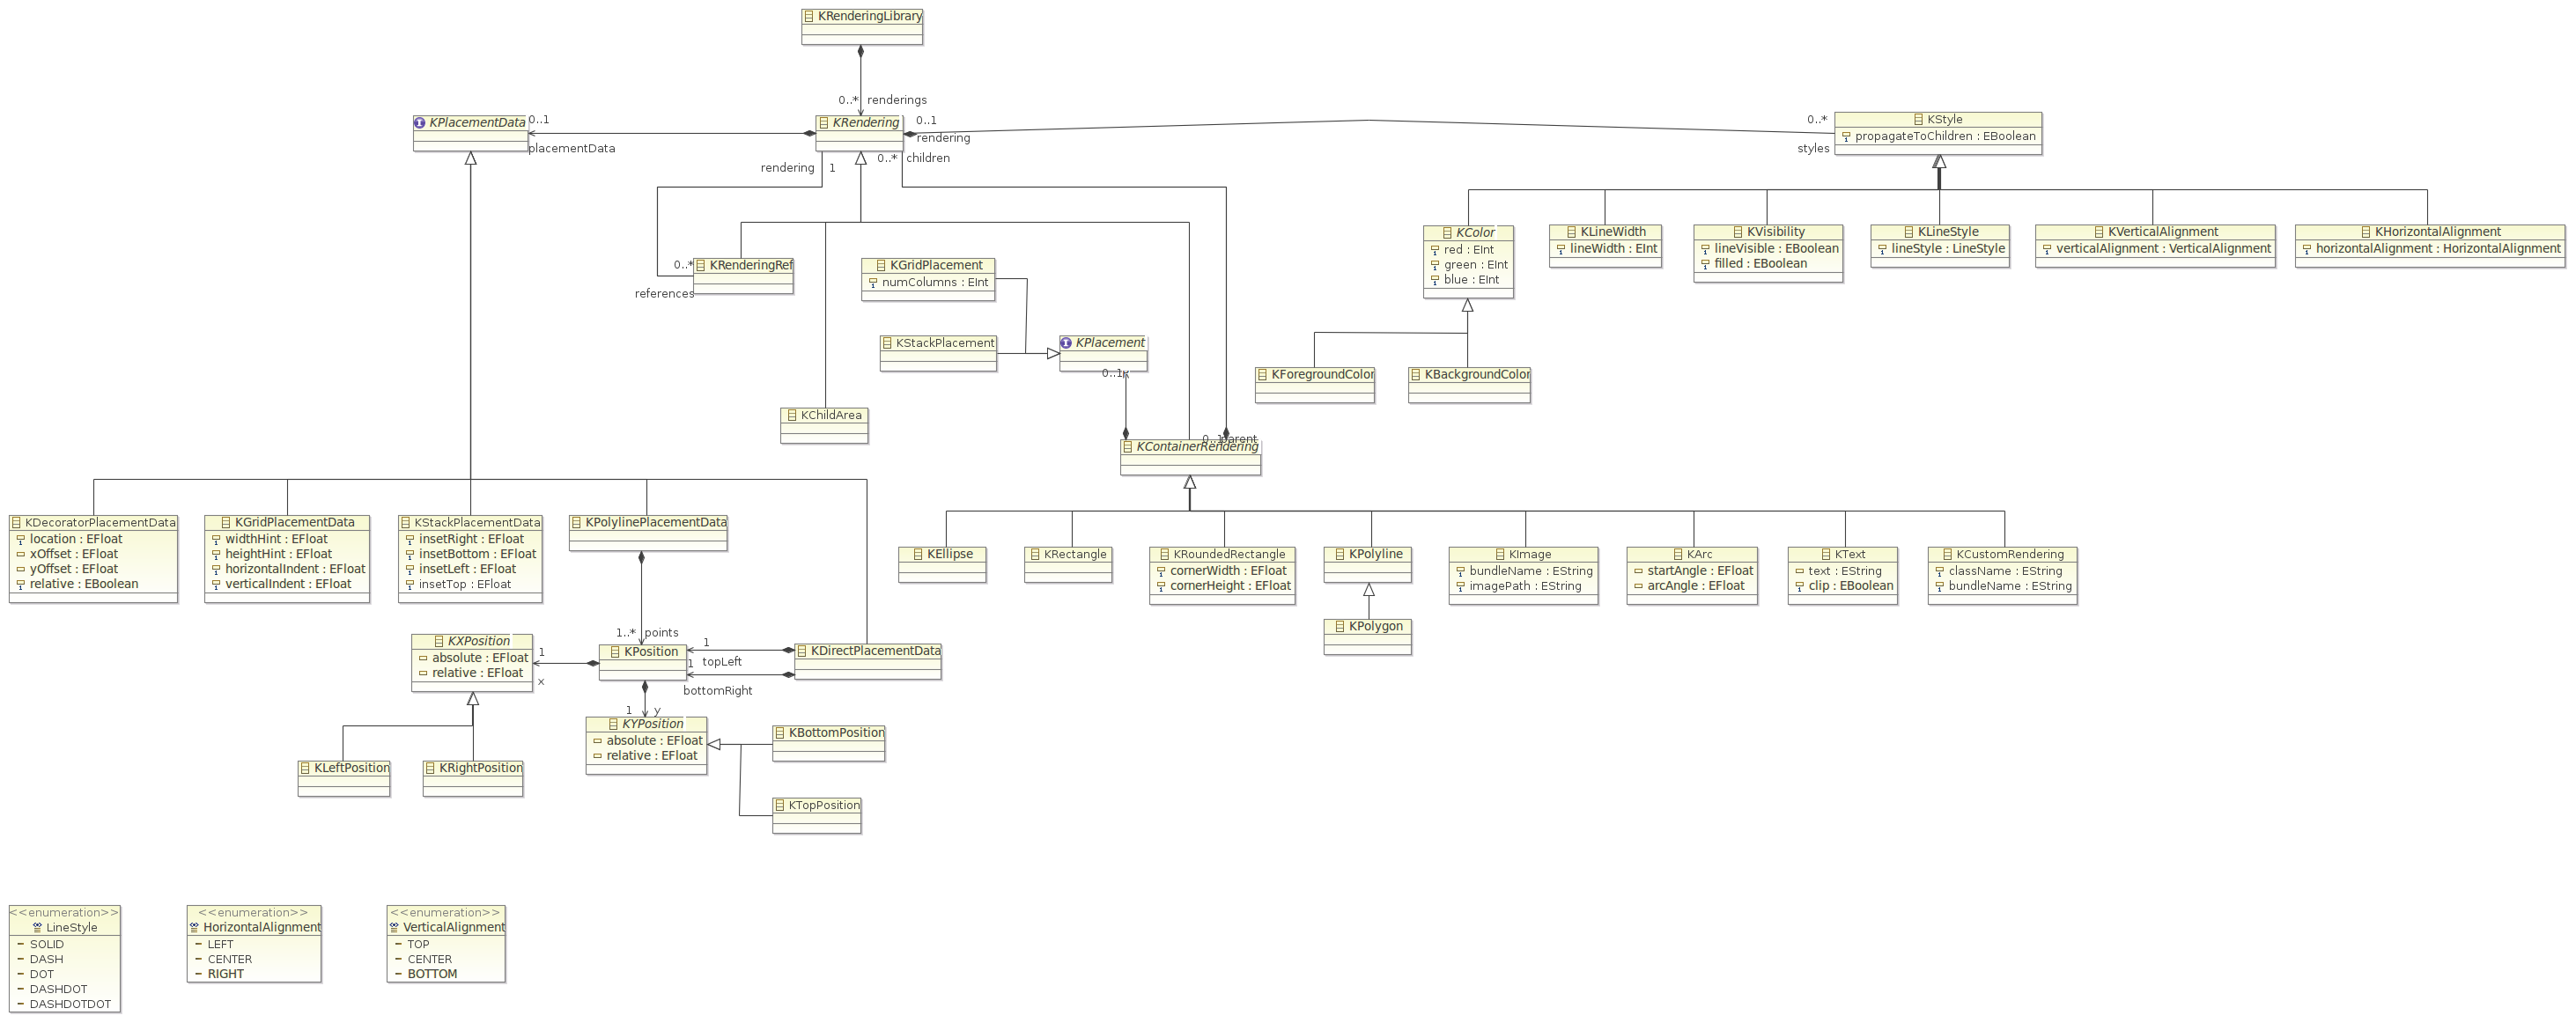 KRenderingLibrary
0..* renderings
KPlacementData
0..1
placementData
KRendering
0..1
rendering
0..*
styles
KStyle
propagateToChildren : EBoolean
rendering 1
0..* children
0..*
references
KRenderingRef
KGridPlacement
numColumns : EInt
KStackPlacement
KPlacement
0..1
KChildArea
0..1
parent
KContainerRendering
KColor
red : EInt
green : EInt
blue : EInt
KLineWidth
lineWidth : EInt
KVisibility
lineVisible : EBoolean
filled : EBoolean
KLineStyle
lineStyle : LineStyle
KVerticalAlignment
verticalAlignment : VerticalAlignment
KHorizontalAlignment
horizontalAlignment : HorizontalAlignment
KForegroundColor
KBackgroundColor
KDecoratorPlacementData
location : EFloat
xOffset : EFloat
yOffset : EFloat
relative : EBoolean
KGridPlacementData
widthHint : EFloat
heightHint : EFloat
horizontalIndent : EFloat
verticalIndent : EFloat
KStackPlacementData
insetRight : EFloat
insetBottom : EFloat
insetLeft : EFloat
insetTop : EFloat
KPolylinePlacementData
KEllipse
KRectangle
KRoundedRectangle
cornerWidth : EFloat
cornerHeight : EFloat
KPolyline
KImage
bundleName : EString
imagePath : EString
KArc
startAngle : EFloat
arcAngle : EFloat
KText
text : EString
clip : EBoolean
KCustomRendering
className : EString
bundleName : EString
KPolygon
1..* points
KXPosition
absolute : EFloat
relative : EFloat
1
x
KPosition
1
topLeft
1
bottomRight
KDirectPlacementData
1 y
KYPosition
absolute : EFloat
relative : EFloat
KBottomPosition
KTopPosition
KLeftPosition
KRightPosition
<<enumeration>>
LineStyle
SOLID
DASH
DOT
DASHDOT
DASHDOTDOT
<<enumeration>>
HorizontalAlignment
LEFT
CENTER
RIGHT
<<enumeration>>
VerticalAlignment
TOP
CENTER
BOTTOM